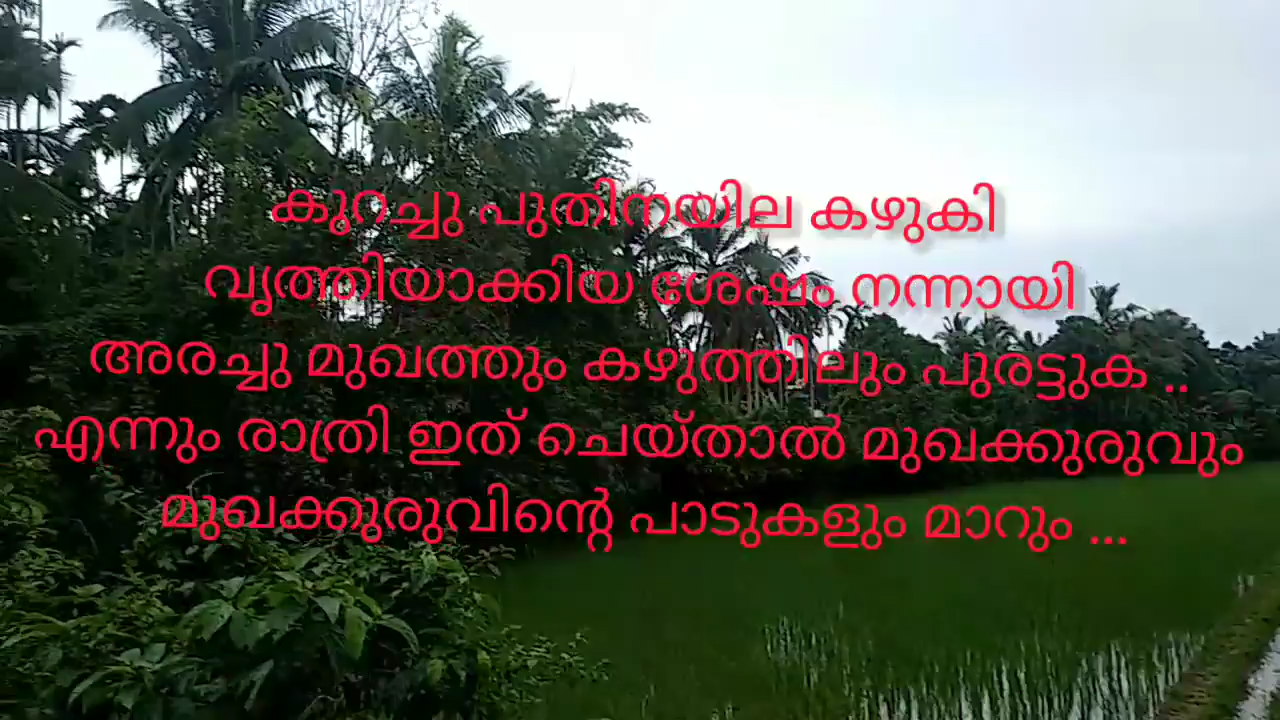 കുറച്ചു പുതിനയില കഴുകി
വൃത്തിയാക്കിയ ശേഷം നന്നായി
അരച്ചു മുഖത്തും കഴുത്തിലും പുരട്ടുക ..
എന്നും രാത്രി ഇത് ചെയ്താൽ മുഖക്കുരുവും
മുഖക്കുരുവിന്റെ പാടുകളും മാറും ...